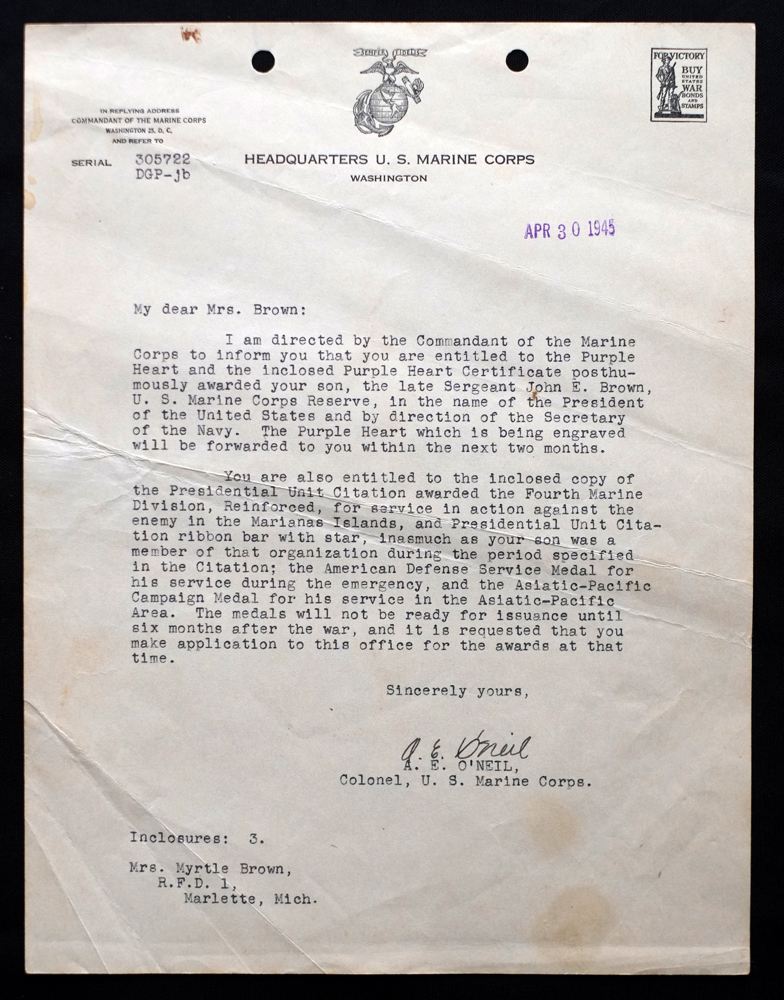 SEMPER FIDELIS
FOR VICTORY
BUY
UNITED
STATES
WAR
BONDS
AND
STAMPS
IN REPLYING ADDRESS
COMMANDANT OF THE MARINE CORPS
WASHINGTON 25, D. C.
AND REFER TO
SERIAL 305722
DGP-jb
HEADQUARTERS U. S. MARINE CORPS
WASHINGTON
APR 30 1945
My dear Mrs. Brown:
I am directed by the Commandant of the Marine
Corps to inform you that you are entitled to the Purple
Heart and the inclosed Purple Heart Certificate posthu-
mously awarded your son, the late Sergeant John E. Brown,
U. S. Marine Corps Reserve, in the name of the President
of the United States and by direction of the Secretary
of the Navy. The Purple Heart which is being engraved
will be forwarded to you within the next two months.
You are also entitled to the inclosed copy of
the Presidential Unit Citation awarded the Fourth Marine
Division, Reinforced, for service in action against the
enemy in the Marianas Islands, and Presidential Unit Cita-
tion ribbon bar with star, inasmuch as your son was a
member of that organization during the period specified
in the Citation; the American Defense Service Medal for
his service during the emergency, and the Asiatic-Pacific
Campaign Medal for his service in the Asiatic-Pacific
Area. The medals will not be ready for issuance until
six months after the war, and it is requested that you
make application to this office for the awards at that
time.
Sincerely yours,
A. E. O'Neil
A. E. O'NEIL,
Colonel, U. S. Marine Corps.
Inclosures: 3.
Mrs. Myrtle Brown,
R.F.D. 1,
Marlette, Mich.